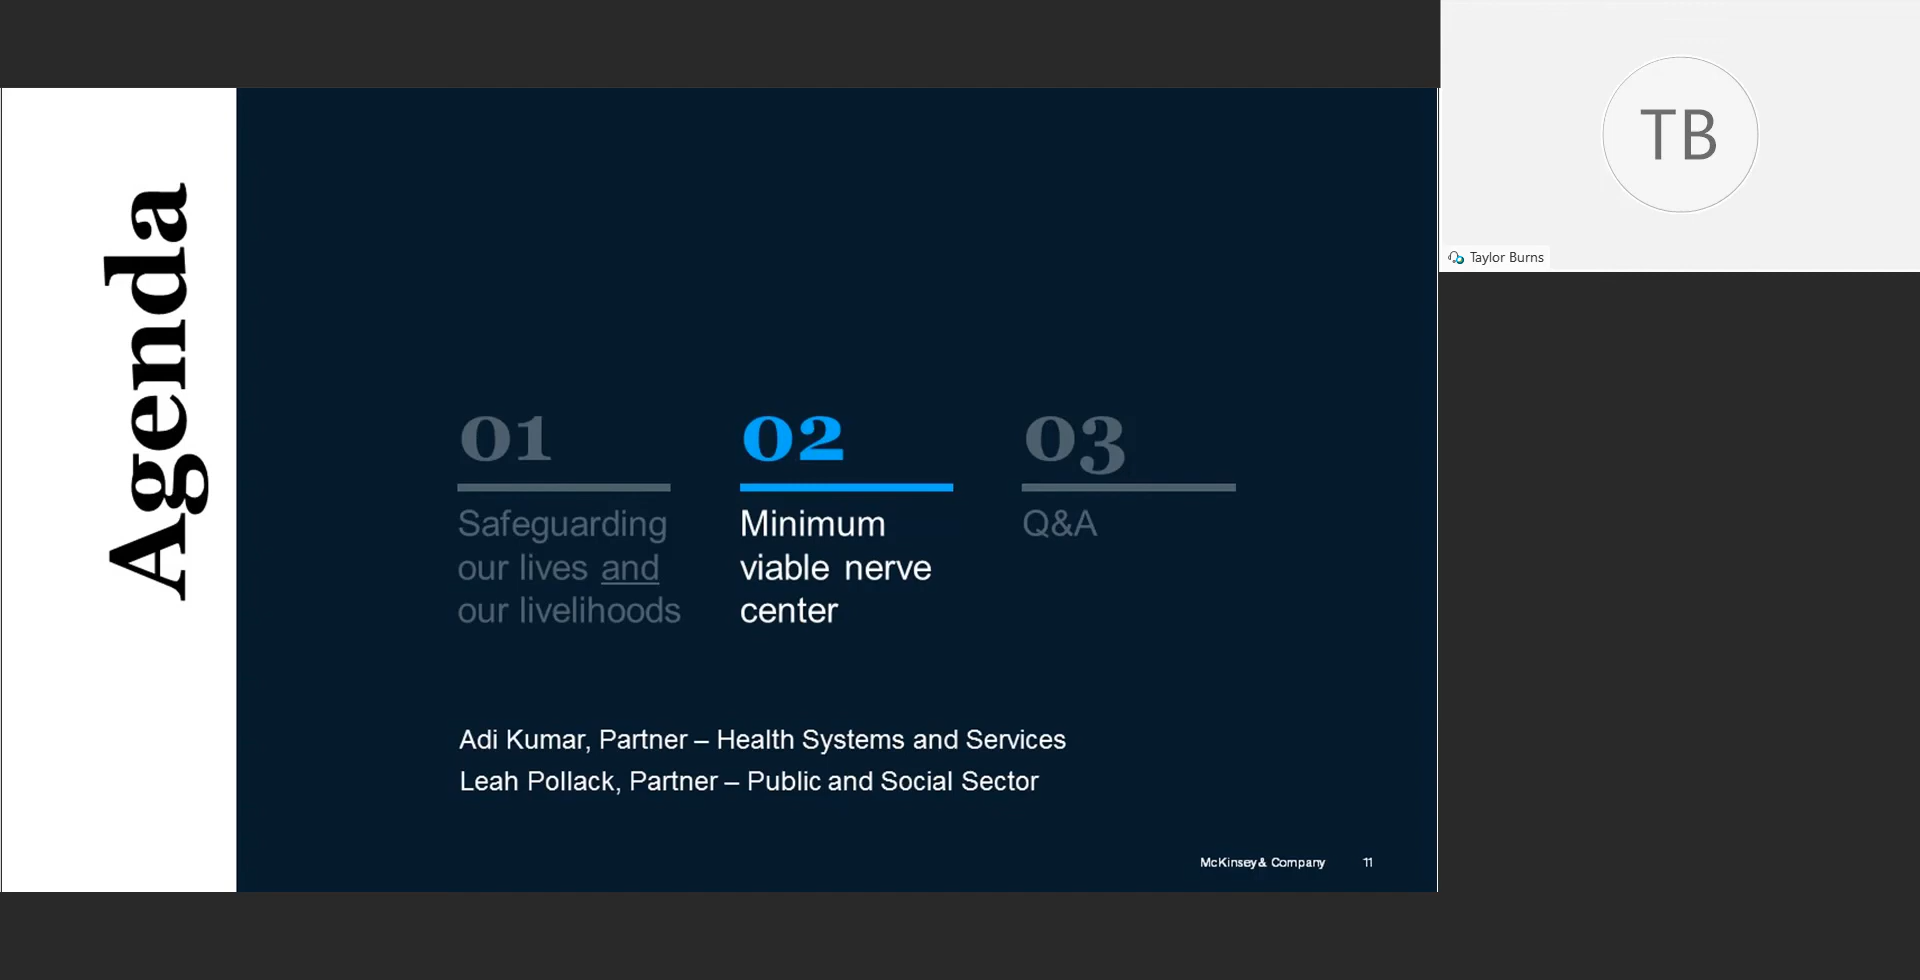 Agenda
01
Safeguarding
our lives and
our livelihoods
02
Minimum
viable nerve
center
03
Q&A
Adi Kumar, Partner – Health Systems and Services
Leah Pollack, Partner – Public and Social Sector
McKinsey & Company 11
TB
Taylor Burns